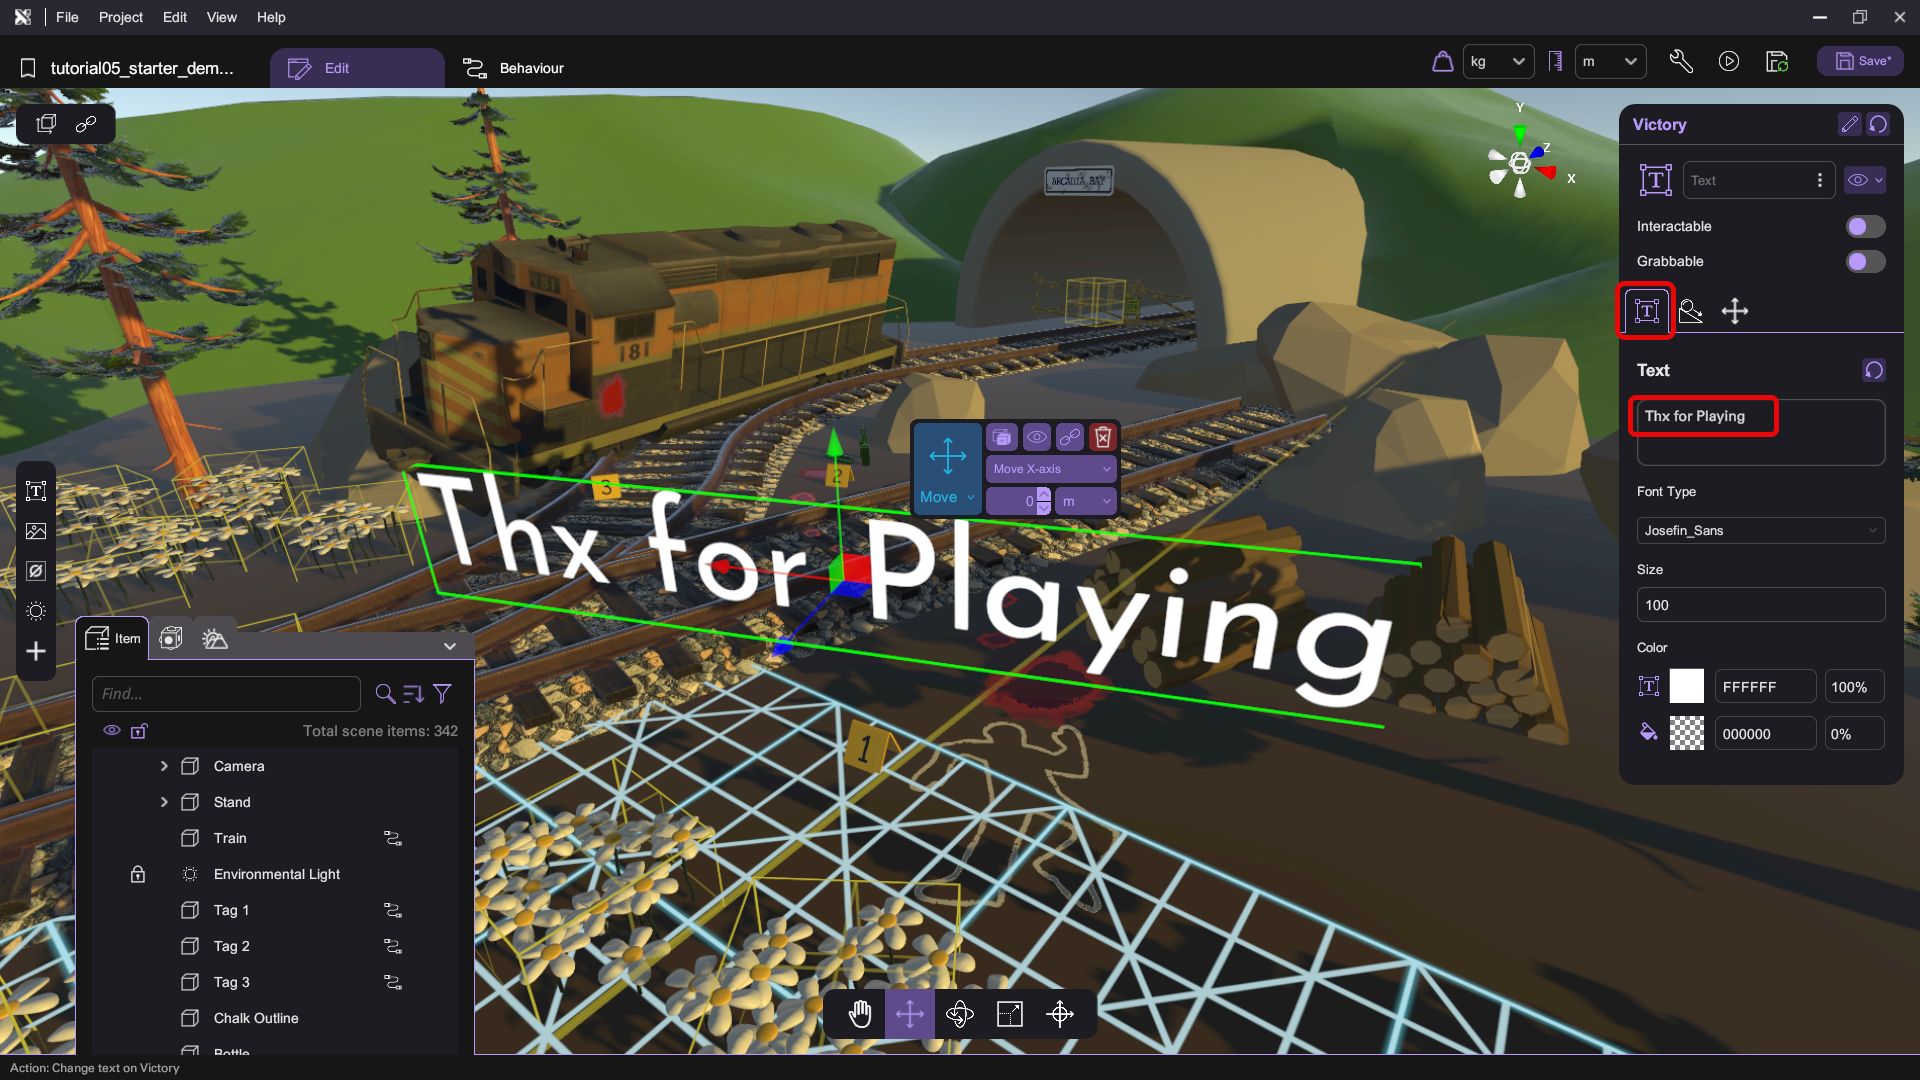 File Project Edit View Help
tutorial05_starter_dem... Edit Behaviour kg m Save*
Y
Z
X
ARCADIA BAY
181
181
3
2
1
Thx for Playing
Move
Move X-axis
0 m
Victory
Text
Interactable
Grabbable
Text
Thx for Playing
Font Type
Josefin_Sans
Size
100
Color
FFFFFF 100%
000000 0%
Item
Find...
Total scene items: 342
Camera
Stand
Train
Environmental Light
Tag 1
Tag 2
Tag 3
Chalk Outline
Bottle
Action: Change text on Victory